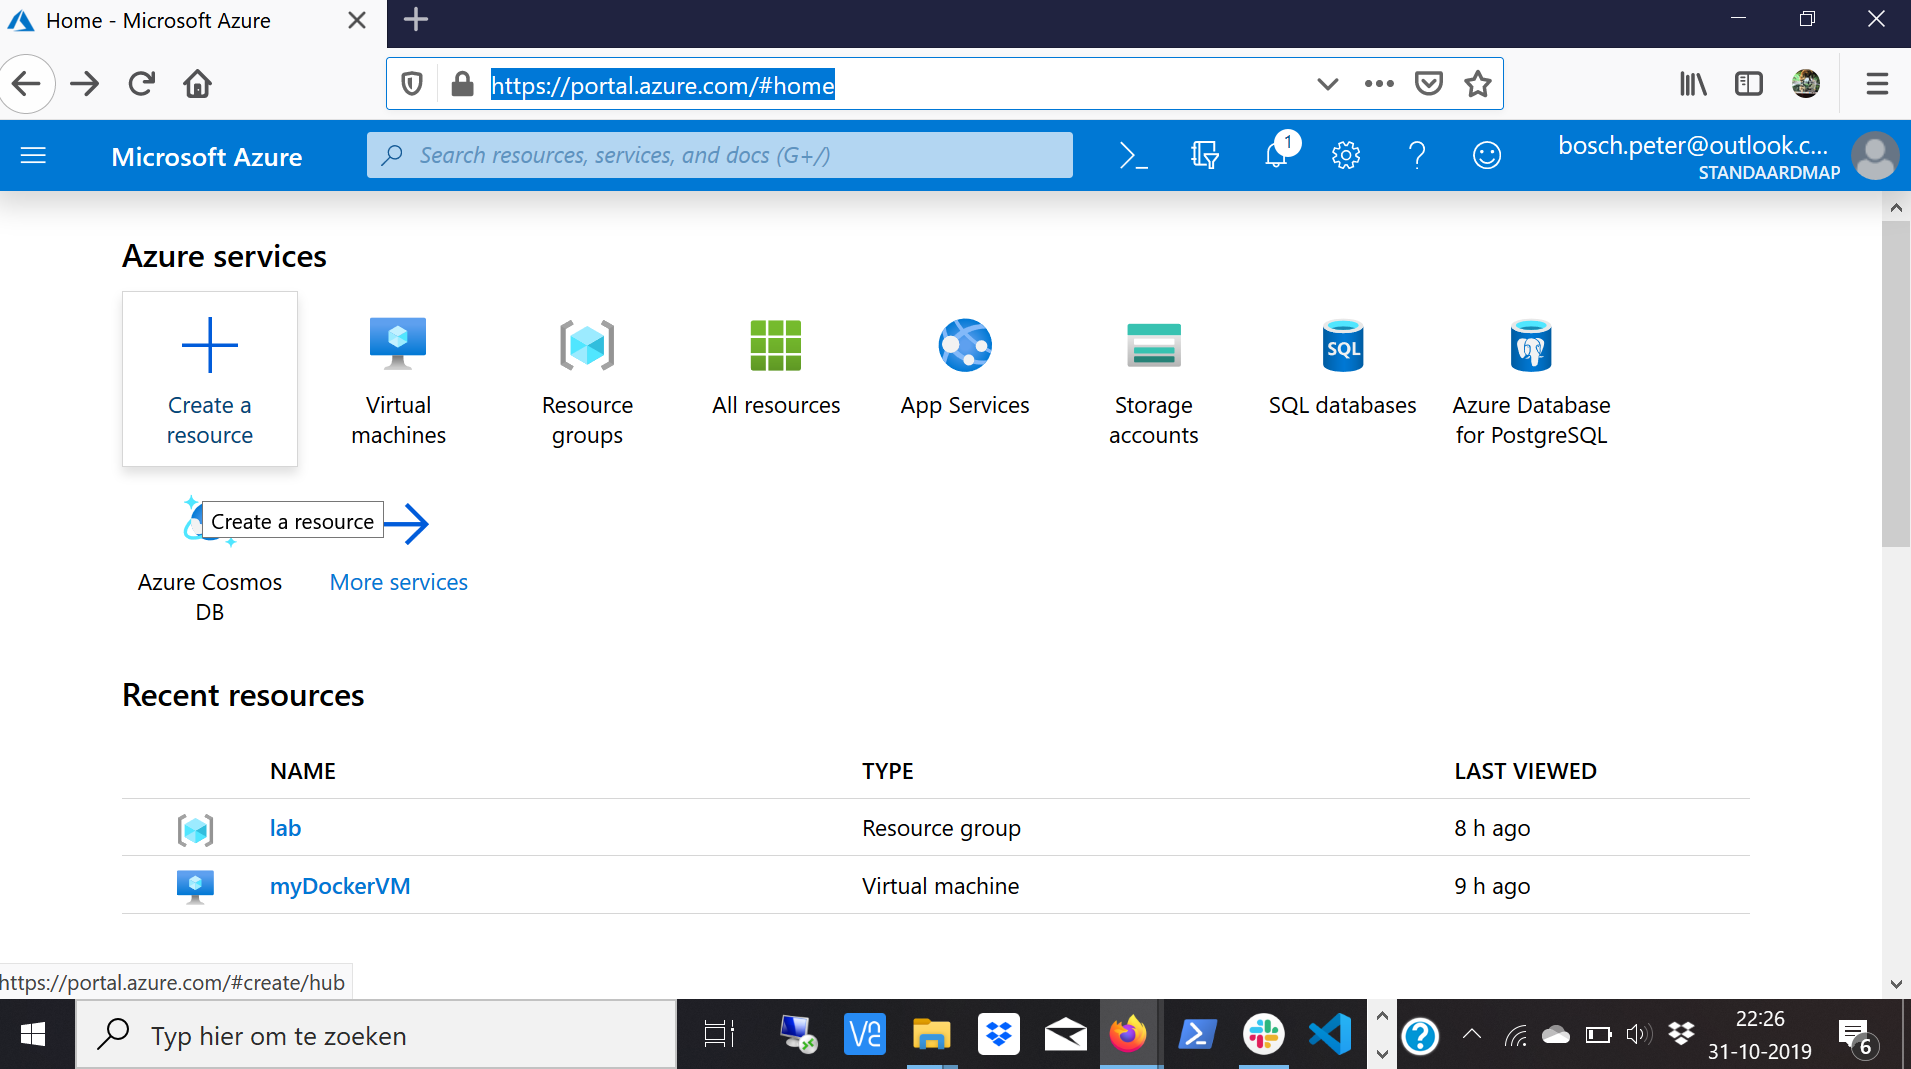 Home - Microsoft Azure
https://portal.azure.com/#home
Microsoft Azure
Search resources, services, and docs (G+/)
1
bosch.peter@outlook.c...
STANDAARDMAP
Azure services
Create a
resource
Virtual
machines
Resource
groups
All resources
App Services
Storage
accounts
SQL
SQL databases
Azure Database
for PostgreSQL
Create a resource
Azure Cosmos
DB
More services
Recent resources
NAME TYPE LAST VIEWED
lab Resource group 8 h ago
myDockerVM Virtual machine 9 h ago
https://portal.azure.com/#create/hub
Typ hier om te zoeken
22:26
31-10-2019
6